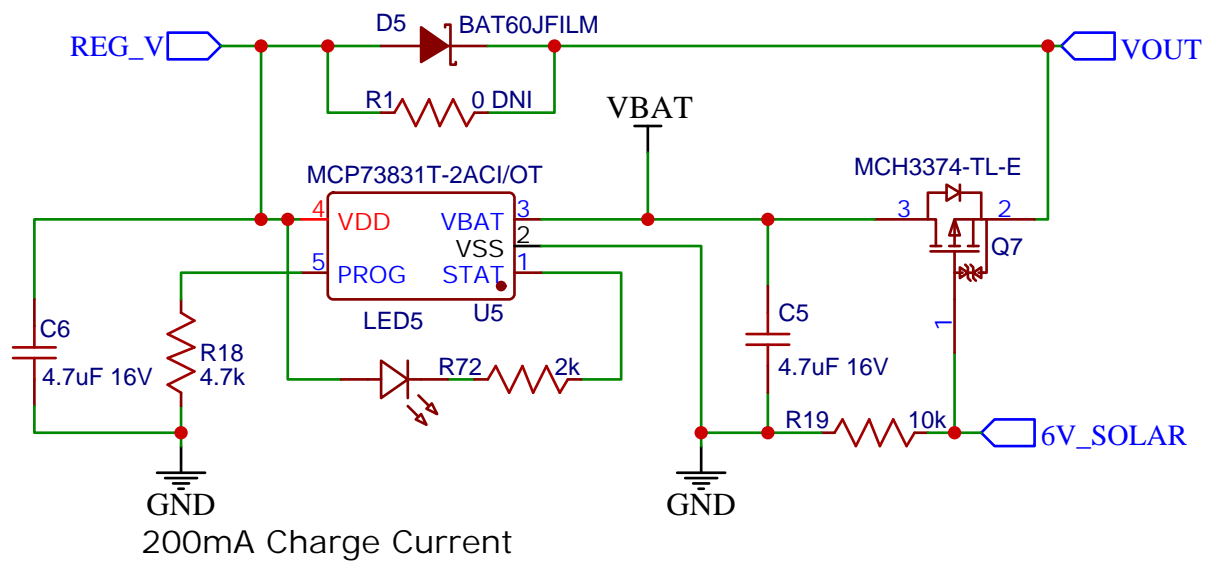 D5 BAT60JFILM
REG_V
VOUT
R1 0 DNI
VBAT
MCP73831T-2ACI/OT
MCH3374-TL-E
4 VDD VBAT 3
3 2
VSS 2
Q7
5 PROG STAT 1
U5
LED5
1
C6
4.7uF 16V
R18
4.7k
C5
4.7uF 16V
R72 2k
R19 10k
6V_SOLAR
GND
GND
200mA Charge Current